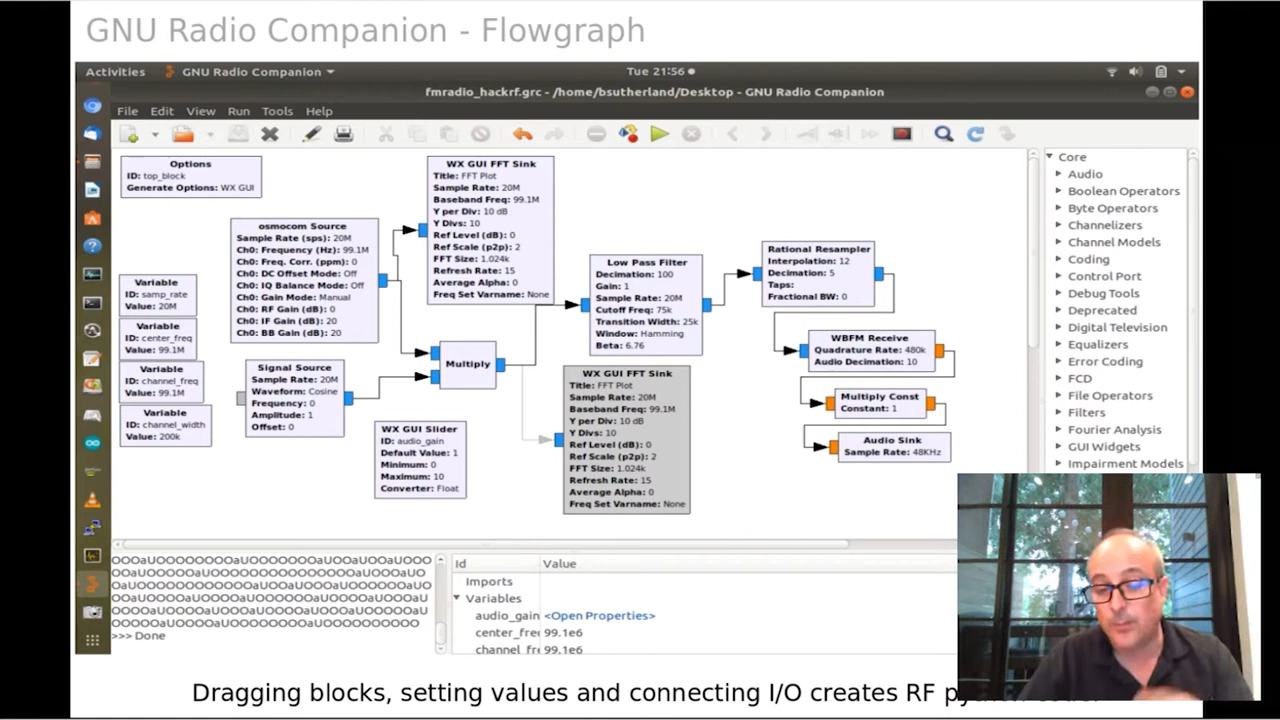 GNU Radio Companion - Flowgraph
Activities GNU Radio Companion Tue 21:56
fmradio_hackrf.grc - /home/bsutherland/Desktop - GNU Radio Companion
File Edit View Run Tools Help
Options
ID: top_block
Generate Options: WX GUI
Variable
ID: samp_rate
Value: 20M
Variable
ID: center_freq
Value: 99.1M
Variable
ID: channel_freq
Value: 99.1M
Variable
ID: channel_width
Value: 200k
osmocom Source
Sample Rate (sps): 20M
Ch0: Frequency (Hz): 99.1M
Ch0: Freq. Corr. (ppm): 0
Ch0: DC Offset Mode: Off
Ch0: IQ Balance Mode: Off
Ch0: Gain Mode: Manual
Ch0: RF Gain (dB): 0
Ch0: IF Gain (dB): 20
Ch0: BB Gain (dB): 20
Signal Source
Sample Rate: 20M
Waveform: Cosine
Frequency: 0
Amplitude: 1
Offset: 0
WX GUI FFT Sink
Title: FFT Plot
Sample Rate: 20M
Baseband Freq: 99.1M
Y per Div: 10 dB
Y Divs: 10
Ref Level (dB): 0
Ref Scale (p2p): 2
FFT Size: 1.024k
Refresh Rate: 15
Average Alpha: 0
Freq Set Varname: None
Multiply
WX GUI Slider
ID: audio_gain
Default Value: 1
Minimum: 0
Maximum: 10
Converter: Float
Low Pass Filter
Decimation: 100
Gain: 1
Sample Rate: 20M
Cutoff Freq: 75k
Transition Width: 25k
Window: Hamming
Beta: 6.76
WX GUI FFT Sink
Title: FFT Plot
Sample Rate: 20M
Baseband Freq: 99.1M
Y per Div: 10 dB
Y Divs: 10
Ref Level (dB): 0
Ref Scale (p2p): 2
FFT Size: 1.024k
Refresh Rate: 15
Average Alpha: 0
Freq Set Varname: None
Rational Resampler
Interpolation: 12
Decimation: 5
Taps:
Fractional BW: 0
WBFM Receive
Quadrature Rate: 480k
Audio Decimation: 10
Multiply Const
Constant: 1
Audio Sink
Sample Rate: 48KHz
Core
Audio
Boolean Operators
Byte Operators
Channelizers
Channel Models
Coding
Control Port
Debug Tools
Deprecated
Digital Television
Equalizers
Error Coding
FCD
File Operators
Filters
Fourier Analysis
GUI Widgets
Impairment Models
>>> Done
Id Value
Imports
Variables
audio_gain <Open Properties>
center_fre 99.1e6
channel_fr 99.1e6
Dragging blocks, setting values and connecting I/O creates RF